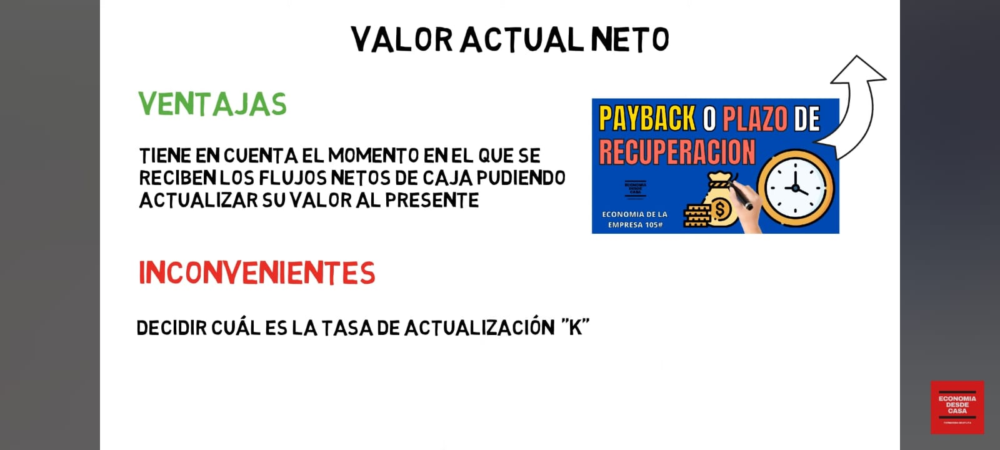 VALOR ACTUAL NETO
VENTAJAS
TIENE EN CUENTA EL MOMENTO EN EL QUE SE
RECIBEN LOS FLUJOS NETOS DE CAJA PUDIENDO
ACTUALIZAR SU VALOR AL PRESENTE
PAYBACK O PLAZO DE
RECUPERACION
ECONOMIA
DESDE
CASA
$
ECONOMIA DE LA
EMPRESA 105#
INCONVENIENTES
DECIDIR CUÁL ES LA TASA DE ACTUALIZACIÓN "K"
ECONOMIA
DESDE
CASA